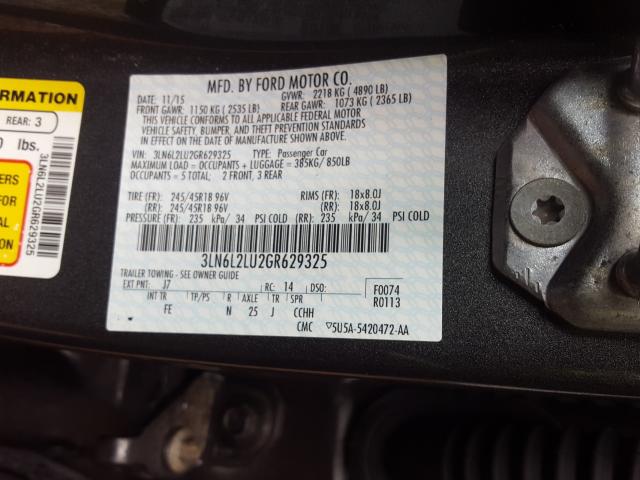 FORMATION
REAR: 3
0 lbs.
3LN6L2LU2GR629325
MFD. BY FORD MOTOR CO.
DATE: 11/15 GVWR: 2218 KG ( 4890 LB)
FRONT GAWR: 1150 KG ( 2535 LB) REAR GAWR: 1073 KG ( 2365 LB)
THIS VEHICLE CONFORMS TO ALL APPLICABLE FEDERAL MOTOR
VEHICLE SAFETY, BUMPER, AND THEFT PREVENTION STANDARDS
IN EFFECT ON THE DATE OF MANUFACTURE SHOWN ABOVE.
VIN: 3LN6L2LU2GR629325 TYPE: Passenger Car
MAXIMUM LOAD = OCCUPANTS + LUGGAGE = 385KG/ 850LB
OCCUPANTS = 5 TOTAL: 2 FRONT, 3 REAR
TIRE (FR): 245/45R18 96V RIMS (FR): 18x8.0J
(RR): 245/45R18 96V (RR): 18x8.0J
PRESSURE (FR): 235 kPa/ 34 PSI COLD (RR): 235 kPa/ 34 PSI COLD
3LN6L2LU2GR629325
TRAILER TOWING - SEE OWNER GUIDE
EXT PNT: J7 RC: 14 DSO: F0074
INT TR TP/PS R AXLE TR SPR R0113
FE N 25 J CCHH
CMC 5U5A-5420472-AA
ERS
FOR
AL
ON